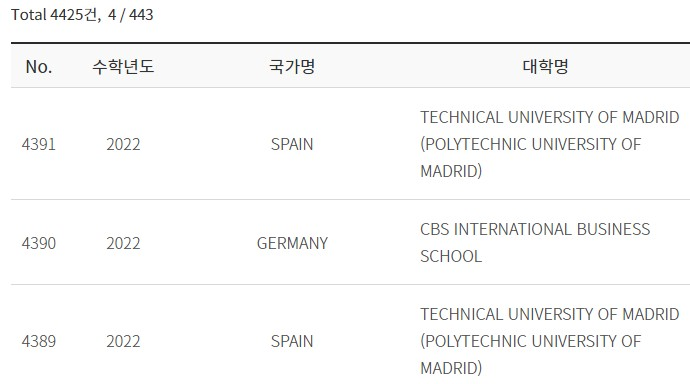 Total 4425건, 4 / 443
No. 수학년도 국가명 대학명
4391 2022 SPAIN TECHNICAL UNIVERSITY OF MADRID
(POLYTECHNIC UNIVERSITY OF
MADRID)
4390 2022 GERMANY CBS INTERNATIONAL BUSINESS
SCHOOL
4389 2022 SPAIN TECHNICAL UNIVERSITY OF MADRID
(POLYTECHNIC UNIVERSITY OF
MADRID)